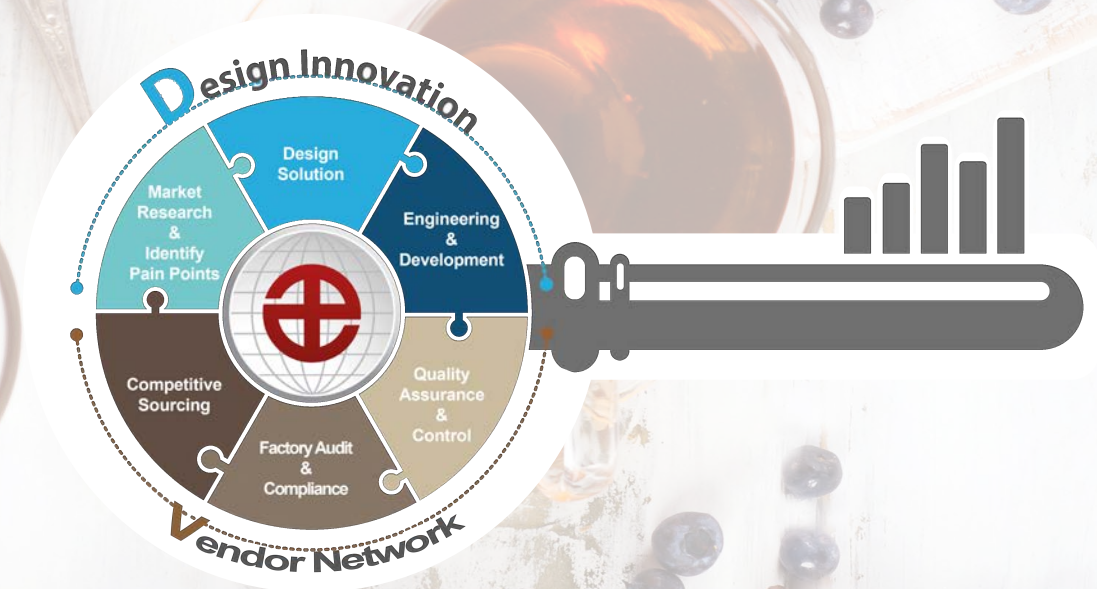 Design Innovation
Design
Solution
Market
Research
&
Identify
Pain Points
Engineering
&
Development
Competitive
Sourcing
Quality
Assurance
&
Control
Factory Audit
&
Compliance
Vendor Network